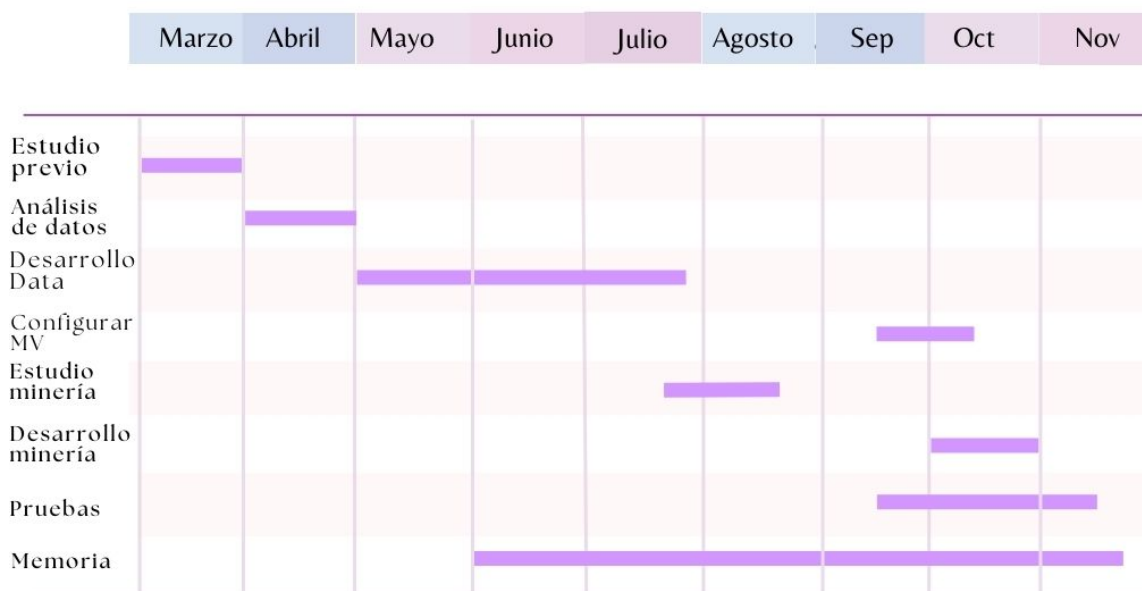 Marzo Abril Mayo Junio Julio Agosto Sep Oct Nov
Estudio
previo
Análisis
de datos
Desarrollo
Data
Configurar
MV
Estudio
minería
Desarrollo
minería
Pruebas
Memoria